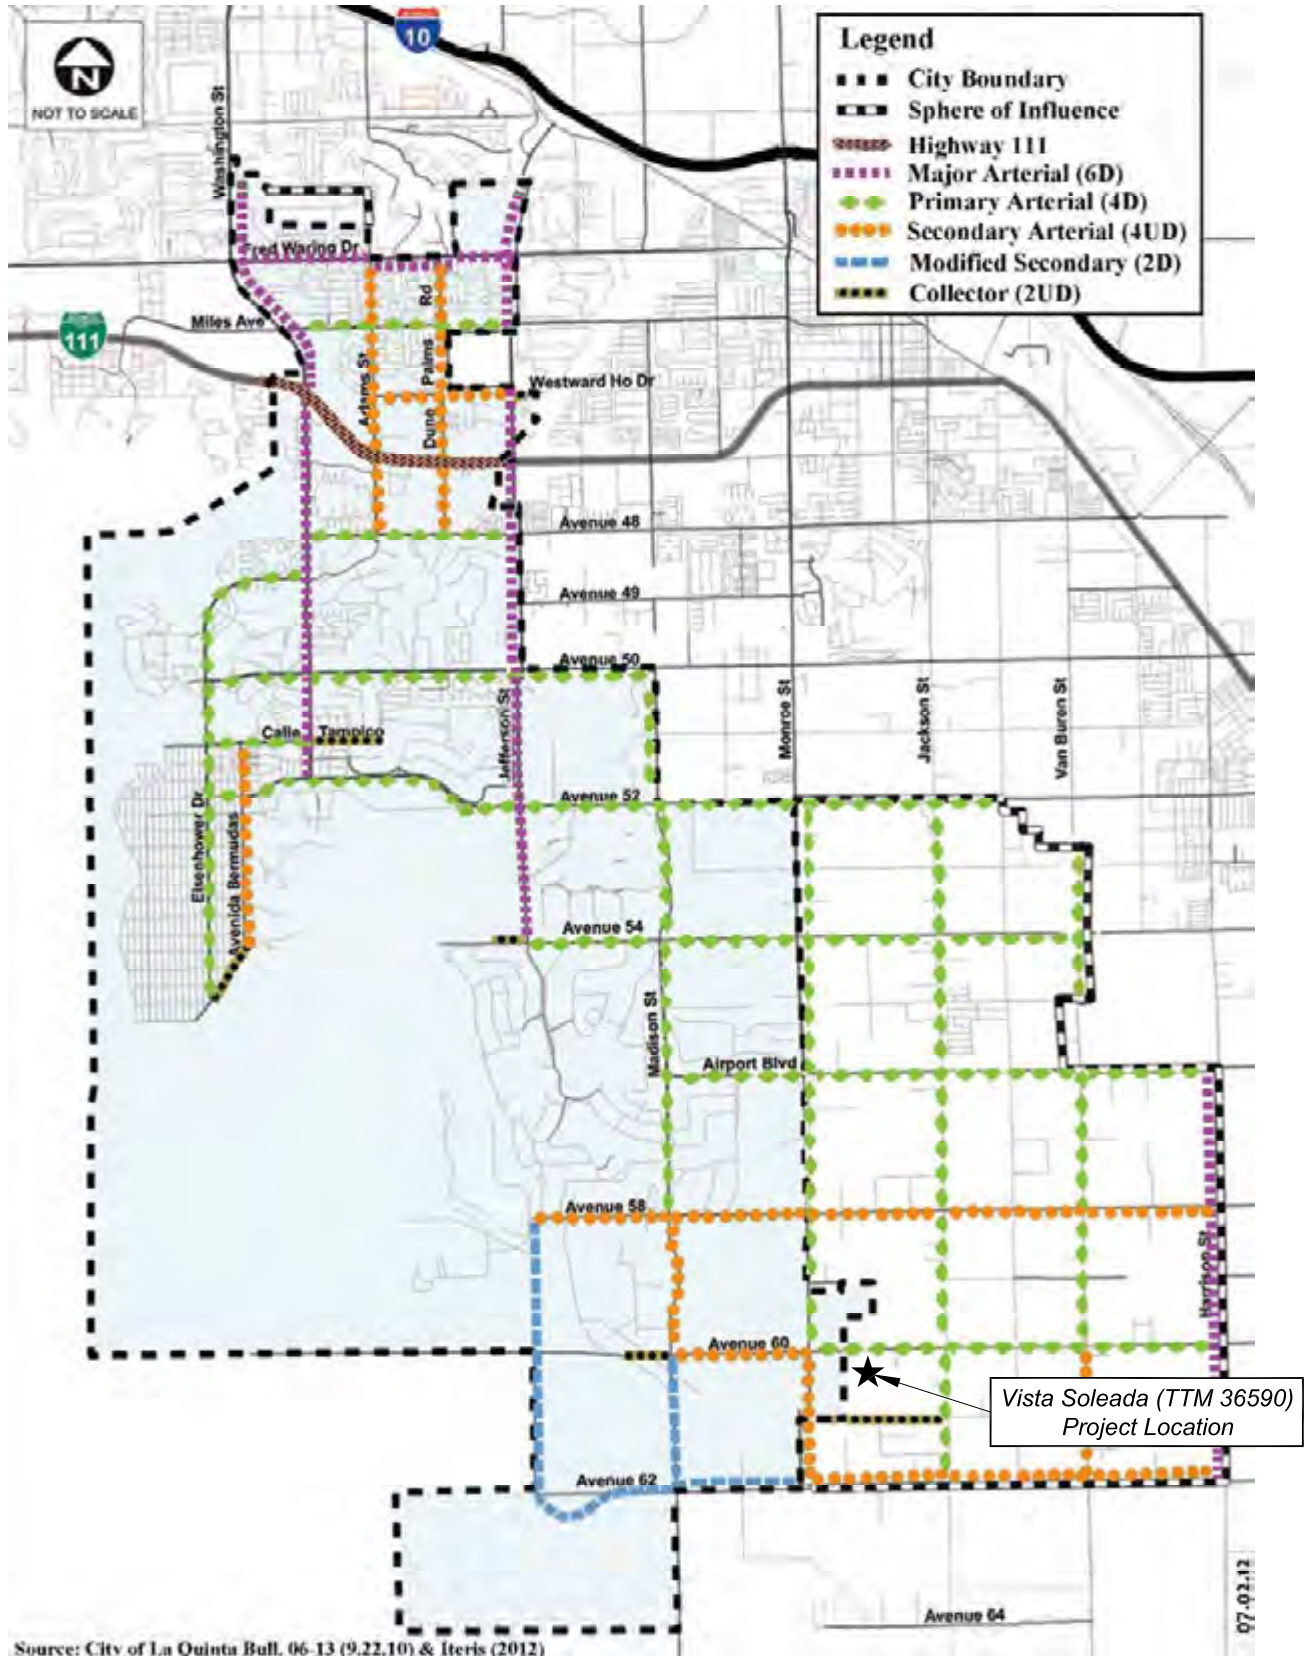 10
N
NOT TO SCALE
Legend
City Boundary
Sphere of Influence
Highway 111
Major Arterial (6D)
Primary Arterial (4D)
Secondary Arterial (4UD)
Modified Secondary (2D)
Collector (2UD)
Washington St
Fred Waring Dr
111
Miles Ave
Adams St
Dune Palms Rd
Westward Ho Dr
Avenue 48
Avenue 49
Avenue 50
Calle Tampico
Jefferson St
Monroe St
Jackson St
Van Buren St
Avenue 52
Eisenhower Dr
Avenida Bermudas
Avenue 54
Madison St
Airport Blvd
Avenue 58
Harrison St
Avenue 60
Vista Soleada (TTM 36590)
Project Location
Avenue 62
Avenue 64
07.02.12
Source: City of La Quinta Bull. 06-13 (9.22.10) & Iteris (2012)